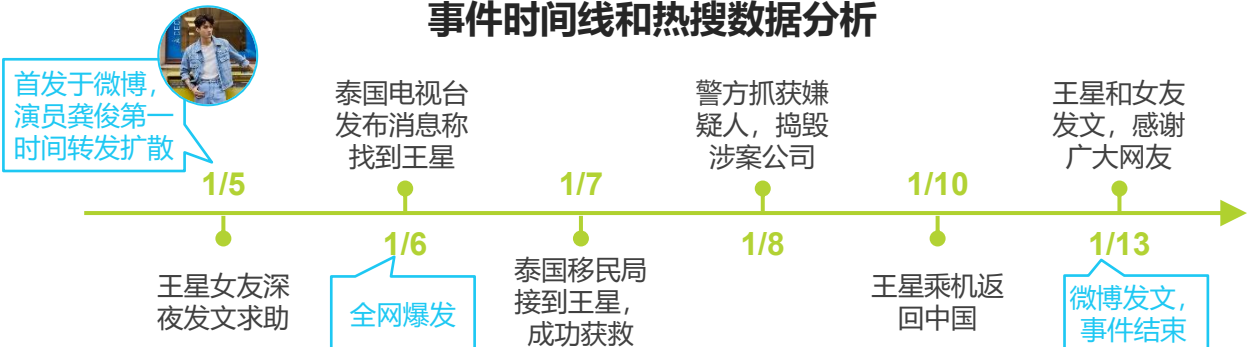 事件时间线和热搜数据分析
首发于微博，
演员龚俊第一
时间转发扩散
泰国电视台
发布消息称
找到王星
警方抓获嫌
疑人，捣毁
涉案公司
王星和女友
发文，感谢
广大网友
1/5
1/7
1/10
1/6
1/8
1/13
王星女友深
夜发文求助
全网爆发
泰国移民局
接到王星，
成功获救
王星乘机返
回中国
微博发文，
事件结束